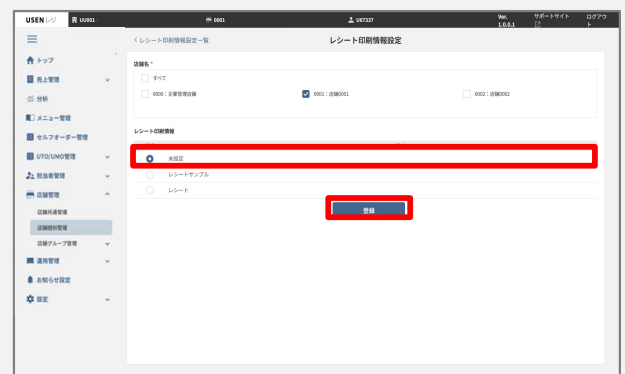 USEN レジ UU001 0001 U67337 Ver. 1.0.0.1 サポートサイト ログアウト
< レシート印刷情報設定一覧 レシート印刷情報設定
トップ
売上管理
分析
メニュー管理
セルフオーダー管理
UTO/UMO管理
担当者管理
店舗管理
店舗共通管理
店舗個別管理
店舗グループ管理
運用管理
お知らせ設定
設定
店舗名 *
すべて
0000：企業管理店舗 0001：店舗0001 0002：店舗0002
レシート印刷情報
未設定
レシートサンプル
レシート
登録